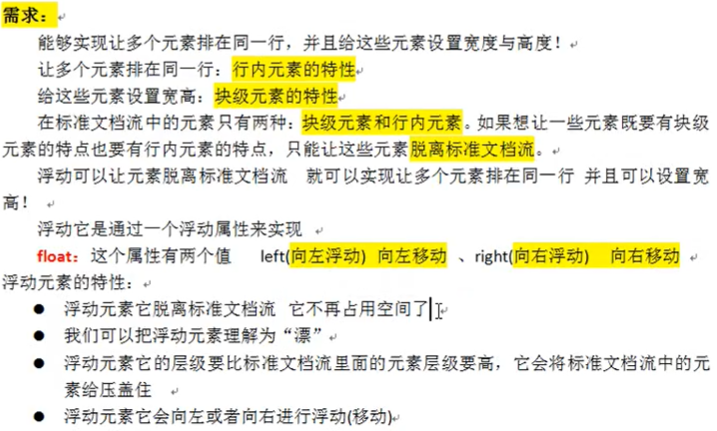 需求：
能够实现让多个元素排在同一行，并且给这些元素设置宽度与高度！
让多个元素排在同一行：行内元素的特性
给这些元素设置宽高：块级元素的特性
在标准文档流中的元素只有两种：块级元素和行内元素。如果想让一些元素既要有块级
元素的特点也要有行内元素的特点，只能让这些元素脱离标准文档流。
浮动可以让元素脱离标准文档流 就可以实现让多个元素排在同一行 并且可以设置宽
高！
浮动它是通过一个浮动属性来实现
float：这个属性有两个值 left(向左浮动) 向左移动 、right(向右浮动) 向右移动
浮动元素的特性：
● 浮动元素它脱离标准文档流 它不再占用空间了
● 我们可以把浮动元素理解为“漂”
● 浮动元素它的层级要比标准文档流里面的元素层级要高，它会将标准文档流中的元
素给压盖住
● 浮动元素它会向左或者向右进行浮动(移动)